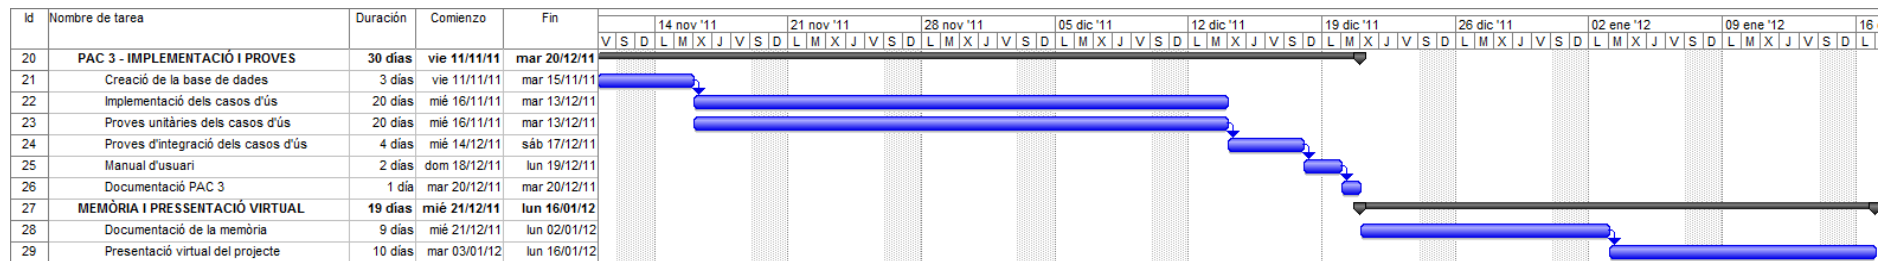 Id Nombre de tarea Duración Comienzo Fin
14 nov '11 21 nov '11 28 nov '11 05 dic '11 12 dic '11 19 dic '11 26 dic '11 02 ene '12 09 ene '12 16
V S D L M X J V S D L M X J V S D L M X J V S D L M X J V S D L M X J V S D L M X J V S D L M X J V S D L M X J V S D L M X J V S D L
20 PAC 3 - IMPLEMENTACIÓ I PROVES 30 días vie 11/11/11 mar 20/12/11
21 Creació de la base de dades 3 días vie 11/11/11 mar 15/11/11
22 Implementació dels casos d'ús 20 días mié 16/11/11 mar 13/12/11
23 Proves unitàries dels casos d'ús 20 días mié 16/11/11 mar 13/12/11
24 Proves d'integració dels casos d'ús 4 días mié 14/12/11 sáb 17/12/11
25 Manual d'usuari 2 días dom 18/12/11 lun 19/12/11
26 Documentació PAC 3 1 día mar 20/12/11 mar 20/12/11
27 MEMÒRIA I PRESSENTACIÓ VIRTUAL 19 días mié 21/12/11 lun 16/01/12
28 Documentació de la memòria 9 días mié 21/12/11 lun 02/01/12
29 Presentació virtual del projecte 10 días mar 03/01/12 lun 16/01/12